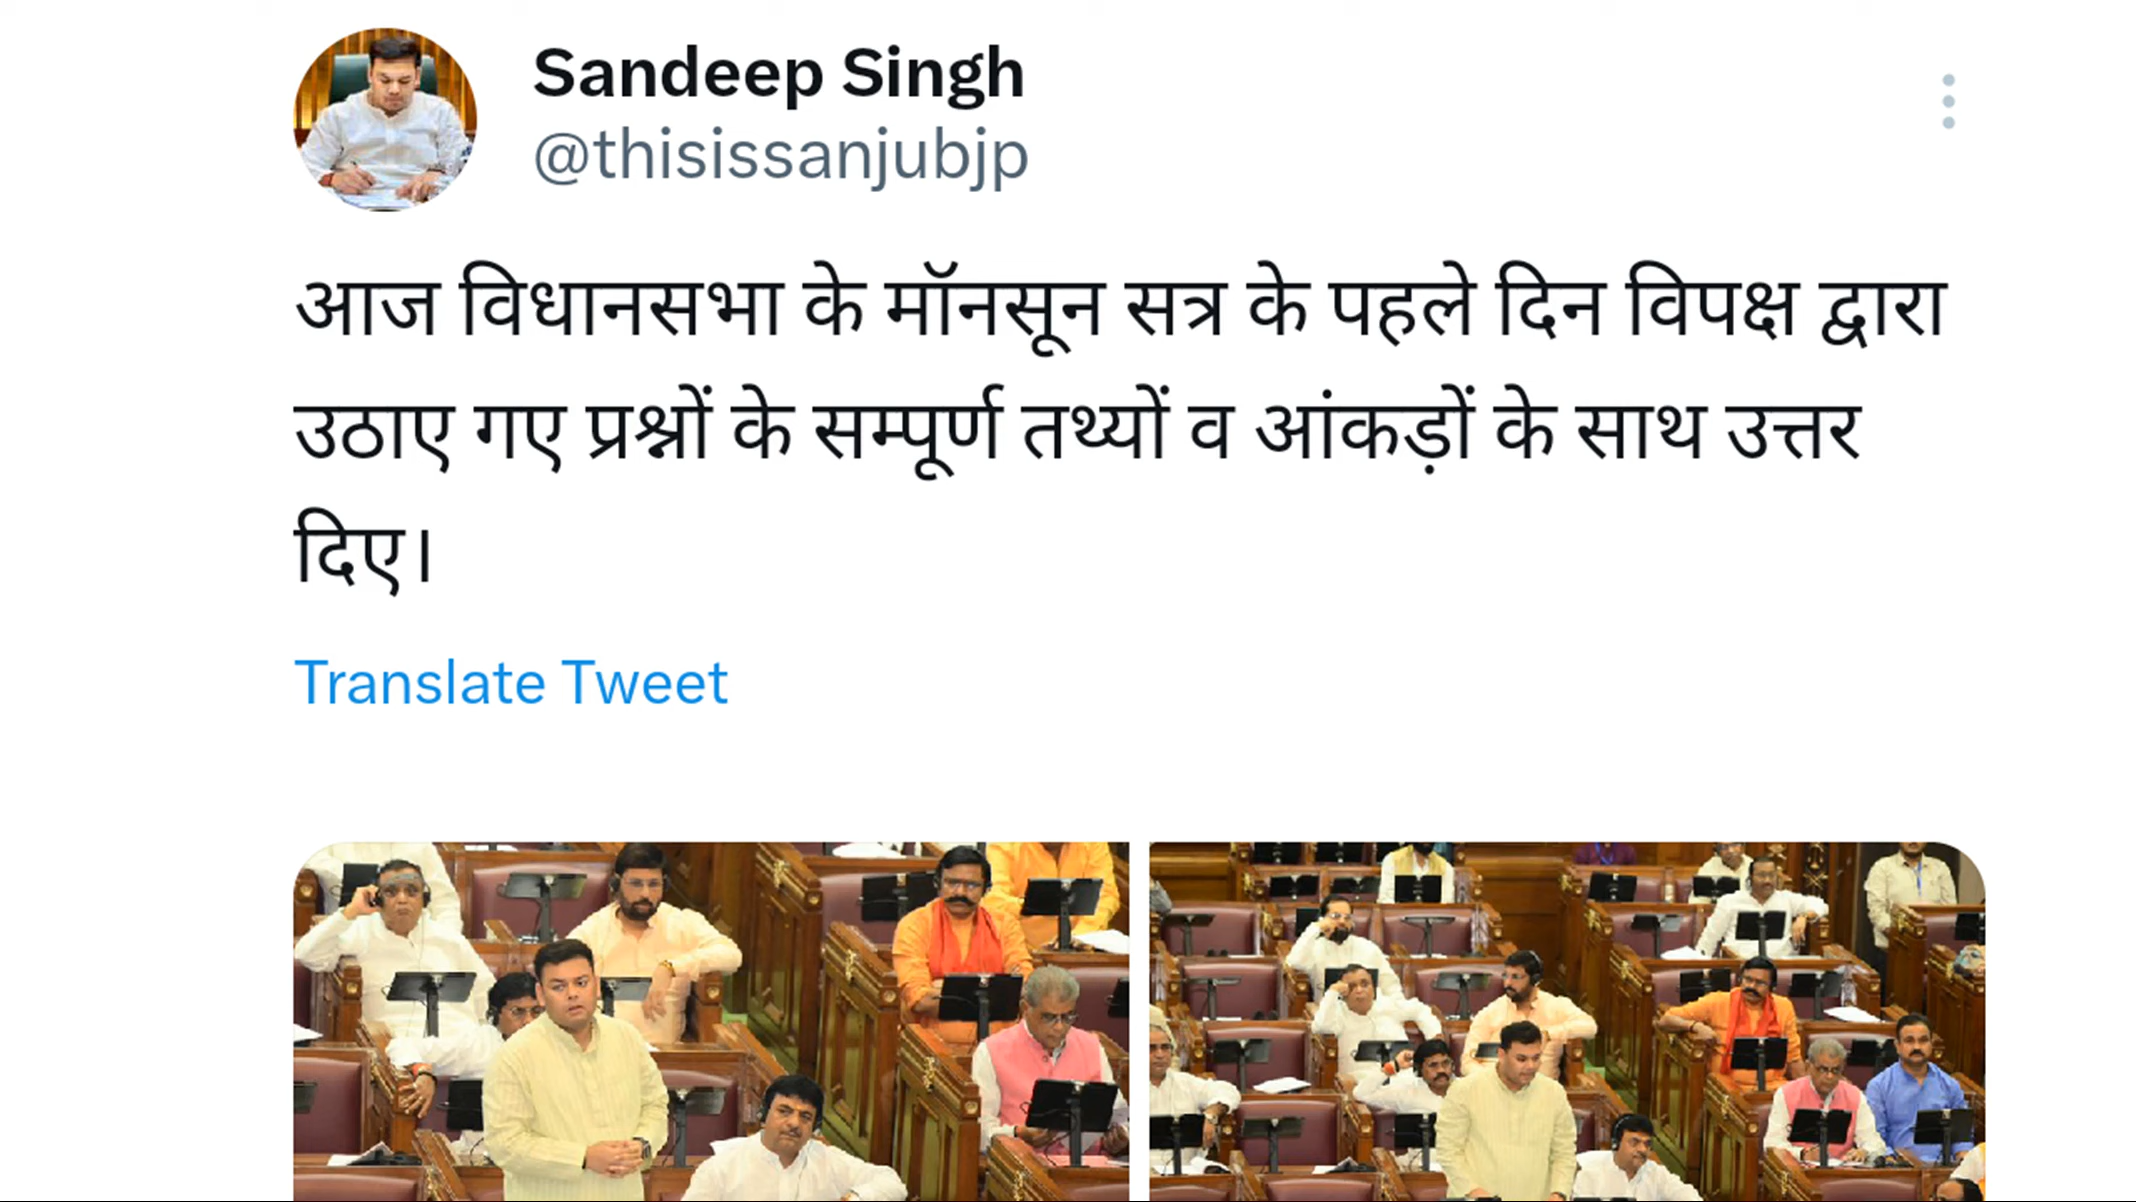 Sandeep Singh
@thisissanjubjp
आज विधानसभा के मॉनसून सत्र के पहले दिन विपक्ष द्वारा
उठाए गए प्रश्नों के सम्पूर्ण तथ्यों व आंकड़ों के साथ उत्तर
दिए।
Translate Tweet